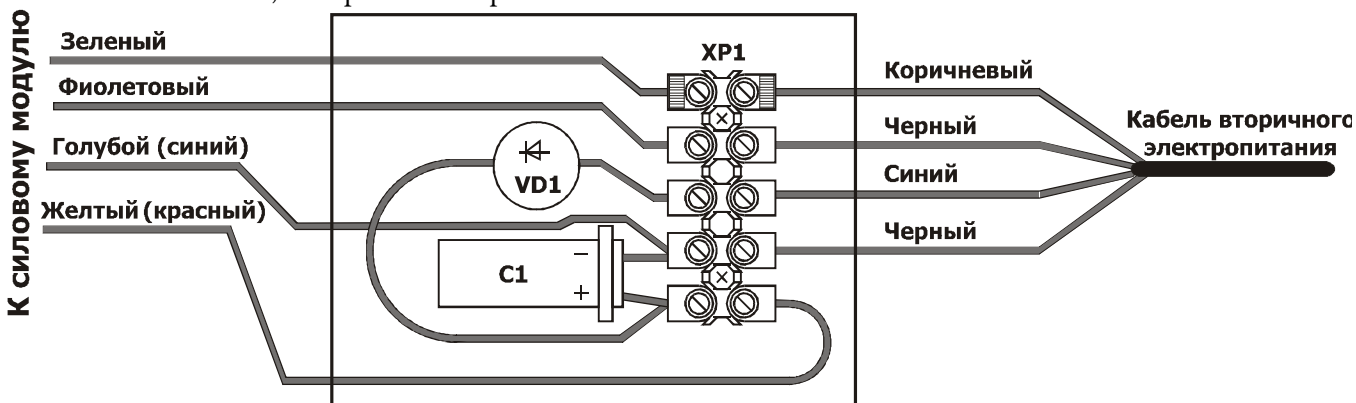 К силовому модулю
Зеленый
Фиолетовый
Голубой (синий)
Желтый (красный)
XP1
VD1
C1
−
+
Коричневый
Черный
Синий
Черный
Кабель вторичного
электропитания